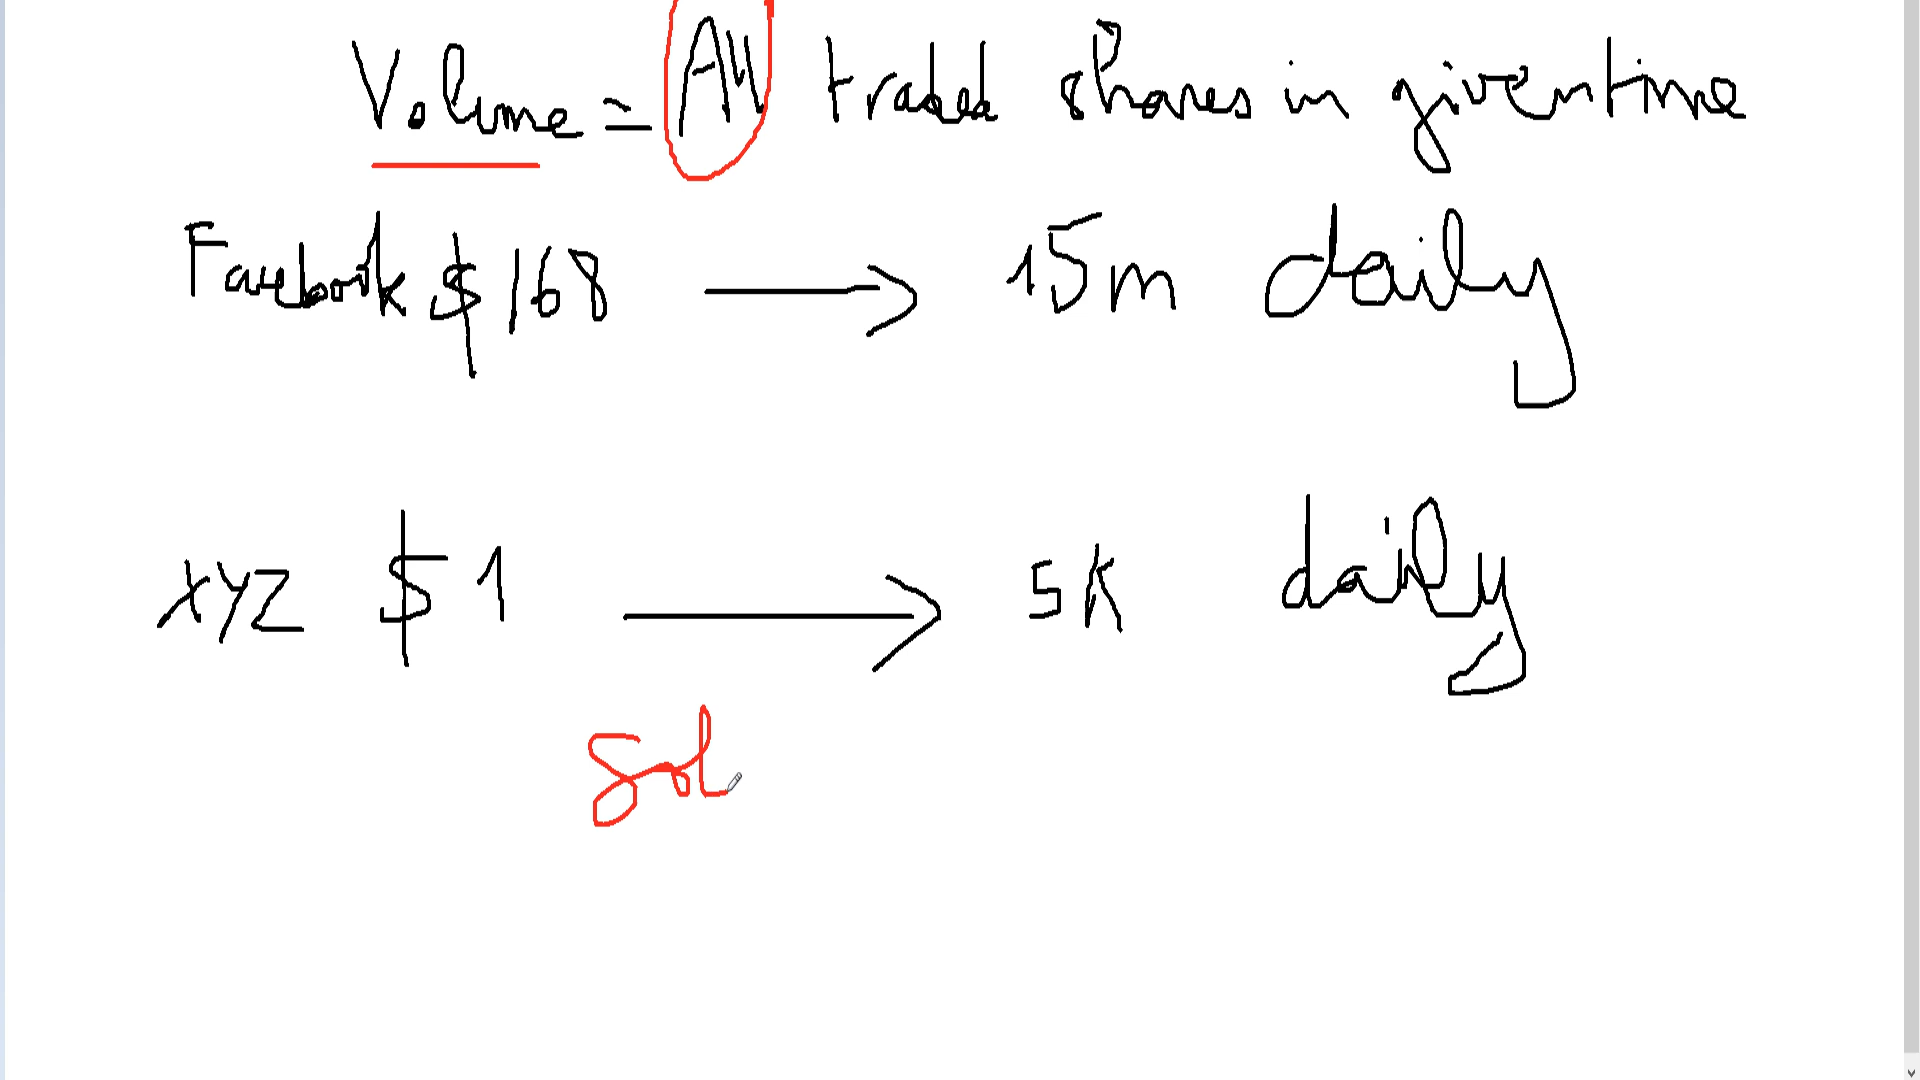 Volume = All traded shares in given time
Facebook $168 → 15m daily
XYZ $1 → 5K daily
Sol